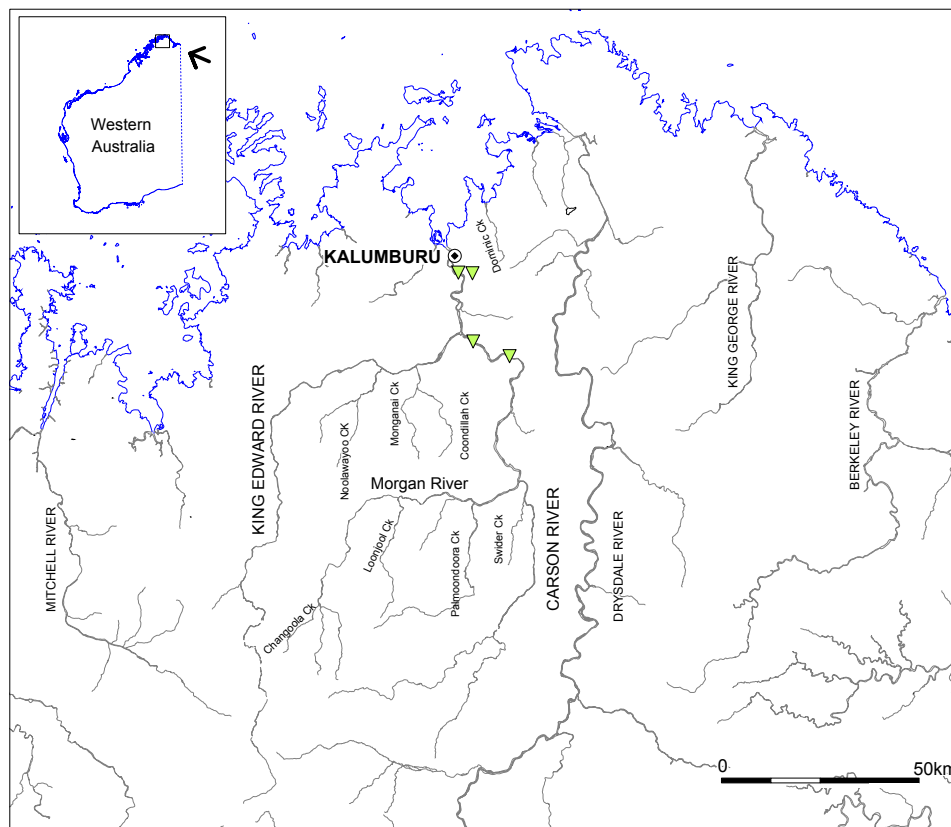 Western
Australia
KALUMBURU
Dominic Ck
KING GEORGE RIVER
KING EDWARD RIVER
Noolawayoo Ck
Monganai Ck
Coondillah Ck
BERKELEY RIVER
Morgan River
MITCHELL RIVER
Loonjool Ck
Palmoondoora Ck
Swider Ck
CARSON RIVER
DRYSDALE RIVER
Changoola Ck
0
50km